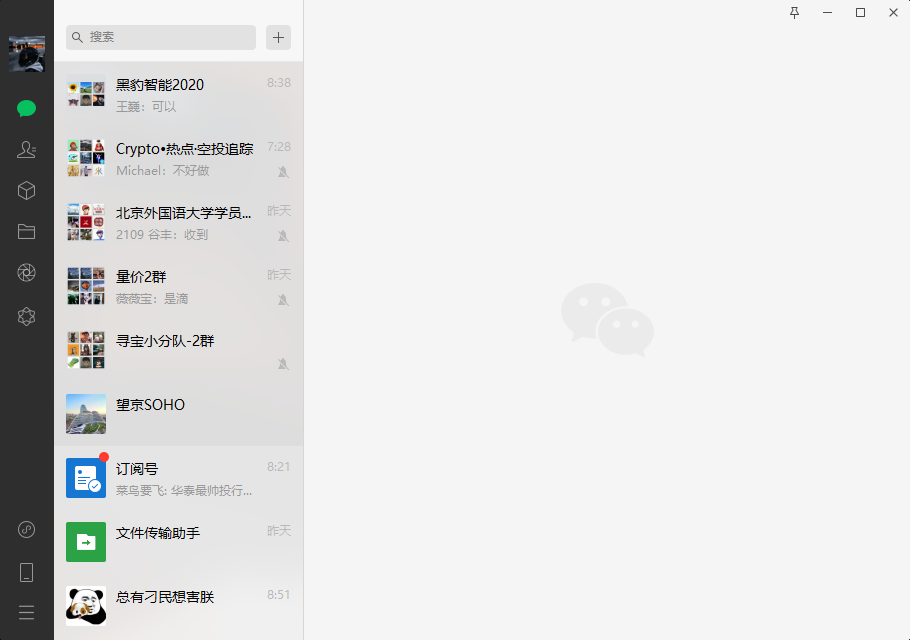 搜索
黑豹智能2020
8:38
王巍：可以
Crypto•热点·空投追踪
7:28
Michael：不好做
北京外国语大学学员...
昨天
2109 谷丰：收到
量价2群
昨天
薇薇宝：是滴
寻宝小分队-2群
望京SOHO
订阅号
8:21
菜鸟要飞: 华泰最帅投行...
文件传输助手
昨天
总有刁民想害朕
8:51